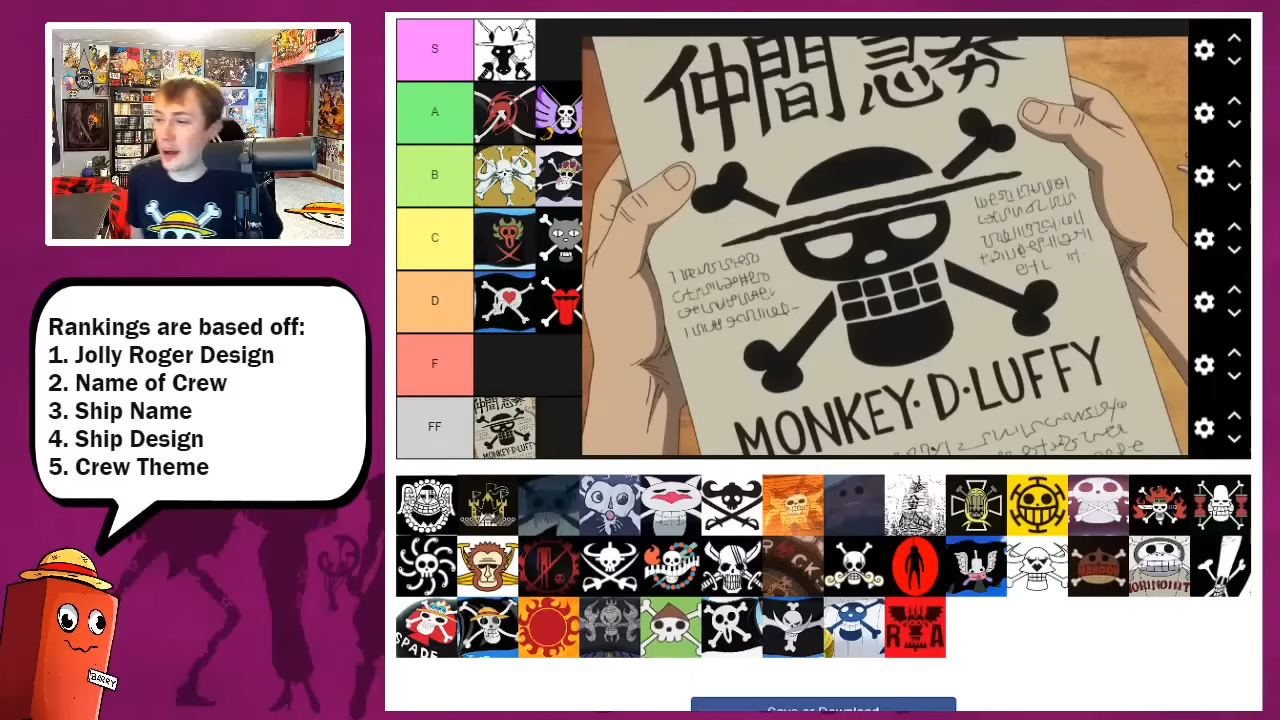 Rankings are based off:
1. Jolly Roger Design
2. Name of Crew
3. Ship Name
4. Ship Design
5. Crew Theme
BARRY
S
A
B
C
D
F
FF
仲間急募
MONKEY·D·LUFFY
SPADE
R A
Save or Download